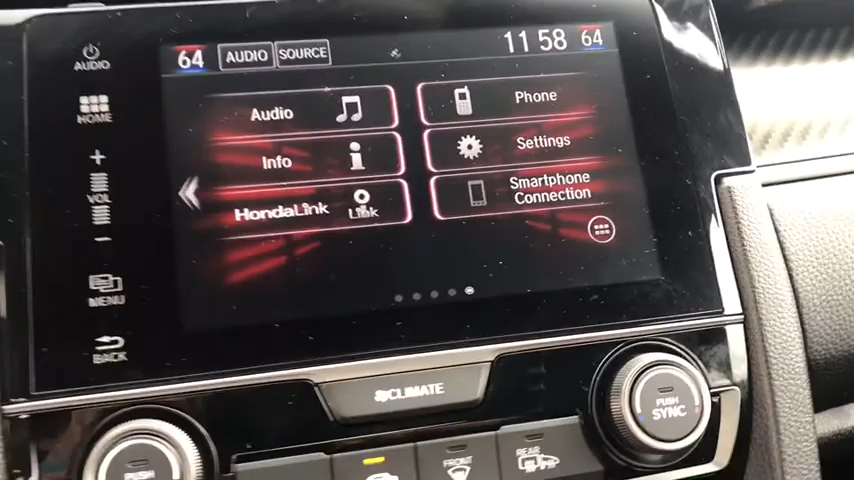 AUDIO
HOME
+
VOL
−
MENU
BACK
64
AUDIO
SOURCE
11:58
64
Audio
Info
HondaLink
Link
Phone
Settings
Smartphone
Connection
CLIMATE
PUSH
SYNC
PUSH
FRONT
REAR